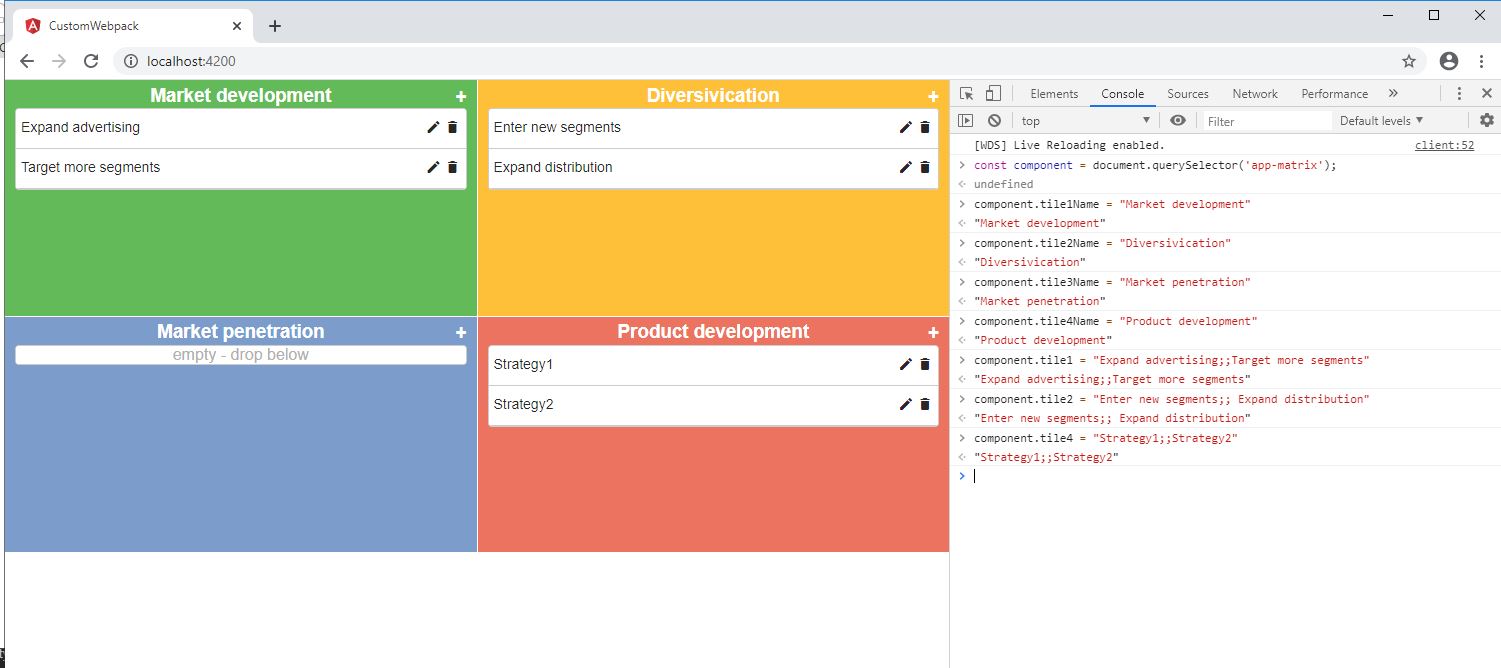 CustomWebpack
localhost:4200
Market development +
Expand advertising
Target more segments
Diversivication +
Enter new segments
Expand distribution
Market penetration +
empty - drop below
Product development +
Strategy1
Strategy2
Elements Console Sources Network Performance »
top Filter Default levels
[WDS] Live Reloading enabled. client:52
> const component = document.querySelector('app-matrix');
undefined
> component.tile1Name = "Market development"
"Market development"
> component.tile2Name = "Diversivication"
"Diversivication"
> component.tile3Name = "Market penetration"
"Market penetration"
> component.tile4Name = "Product development"
"Product development"
> component.tile1 = "Expand advertising;;Target more segments"
"Expand advertising;;Target more segments"
> component.tile2 = "Enter new segments;; Expand distribution"
"Enter new segments;; Expand distribution"
> component.tile4 = "Strategy1;;Strategy2"
"Strategy1;;Strategy2"
>